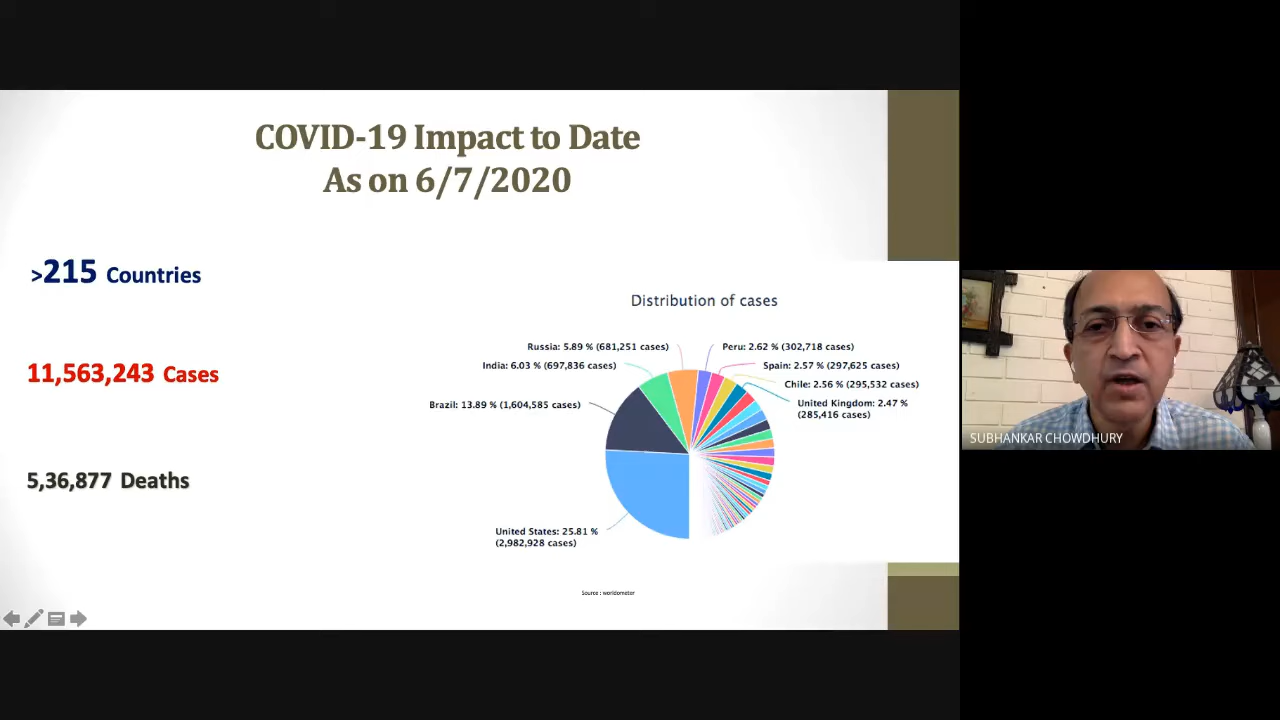 COVID-19 Impact to Date
As on 6/7/2020
>215 Countries
11,563,243 Cases
5,36,877 Deaths
Distribution of cases
Russia: 5.89 % (681,251 cases)
Peru: 2.62 % (302,718 cases)
India: 6.03 % (697,836 cases)
Spain: 2.57 % (297,625 cases)
Chile: 2.56 % (295,532 cases)
Brazil: 13.89 % (1,604,585 cases)
United Kingdom: 2.47 %
(285,416 cases)
United States: 25.81 %
(2,982,928 cases)
Source : worldometer
SUBHANKAR CHOWDHURY